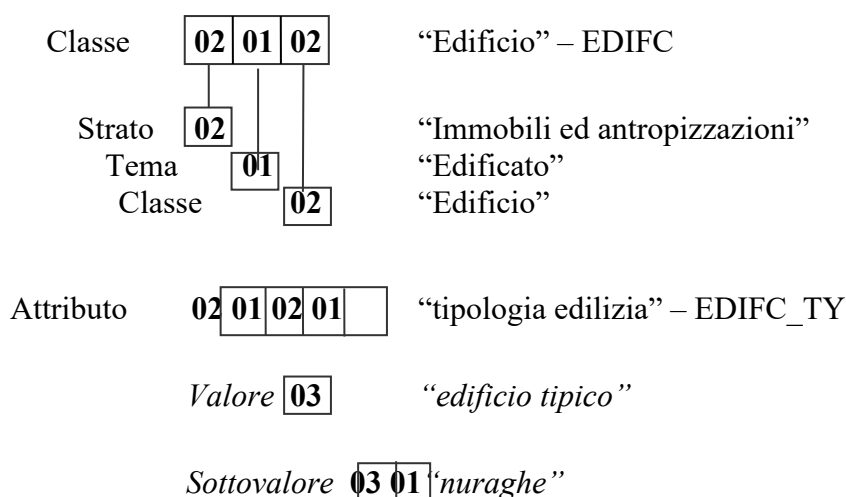 Classe 02 01 02 “Edificio” – EDIFC
Strato 02 “Immobili ed antropizzazioni”
Tema 01 “Edificato”
Classe 02 “Edificio”
Attributo 02 01 02 01 “tipologia edilizia” – EDIFC_TY
Valore 03 “edificio tipico”
Sottovalore 03 01 “nuraghe”